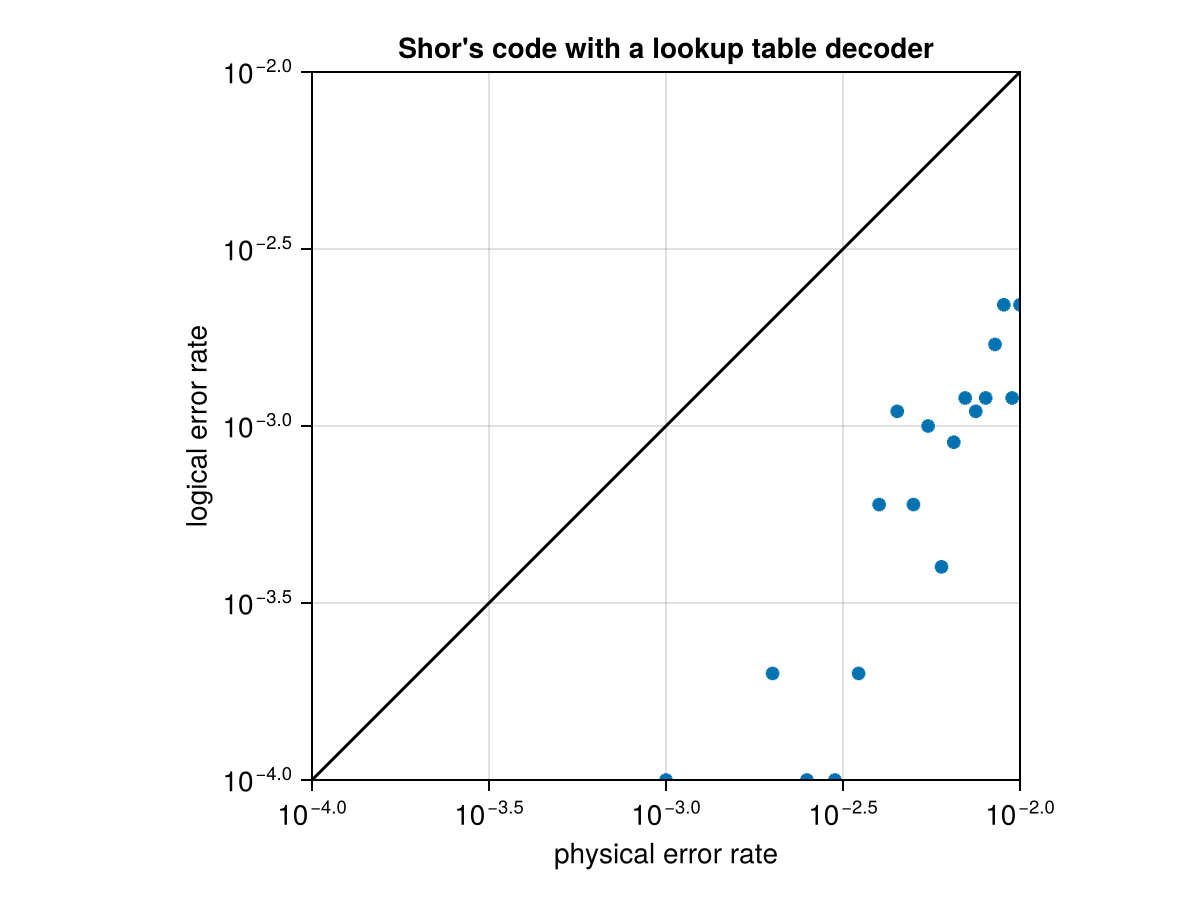 Shor's code with a lookup table decoder
10⁻²·⁰
10⁻²·⁵
10⁻³·⁰
10⁻³·⁵
10⁻⁴·⁰
logical error rate
10⁻⁴·⁰ 10⁻³·⁵ 10⁻³·⁰ 10⁻²·⁵ 10⁻²·⁰
physical error rate